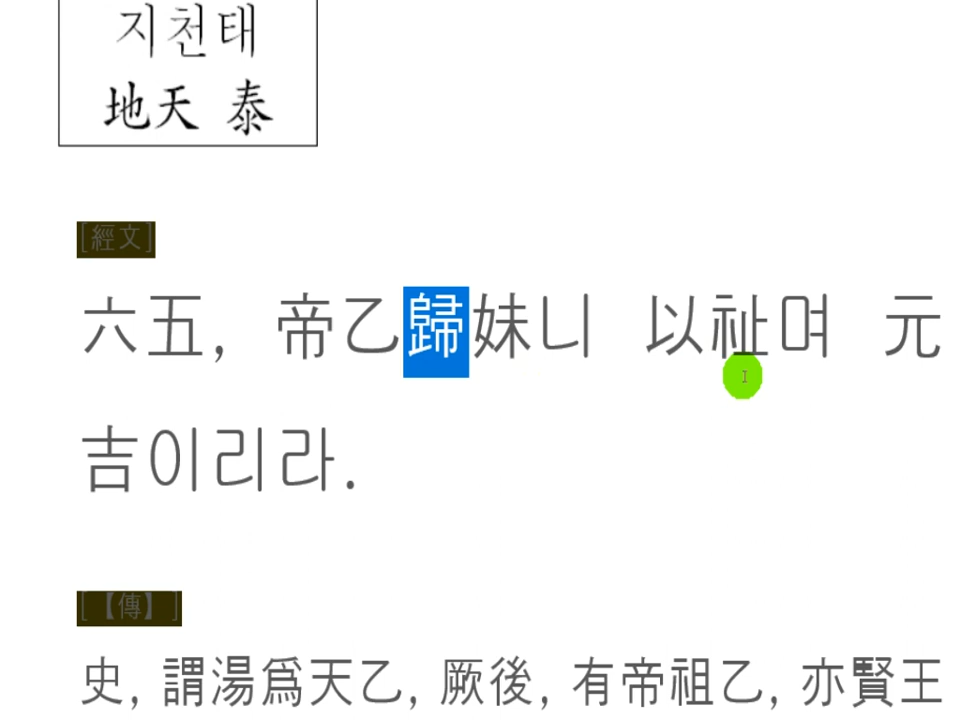 지천태
地天 泰
[經文]
六五, 帝乙歸妹니 以祉며 元
吉이리라.
[【傳】]
史, 謂湯爲天乙, 厥後, 有帝祖乙, 亦賢王